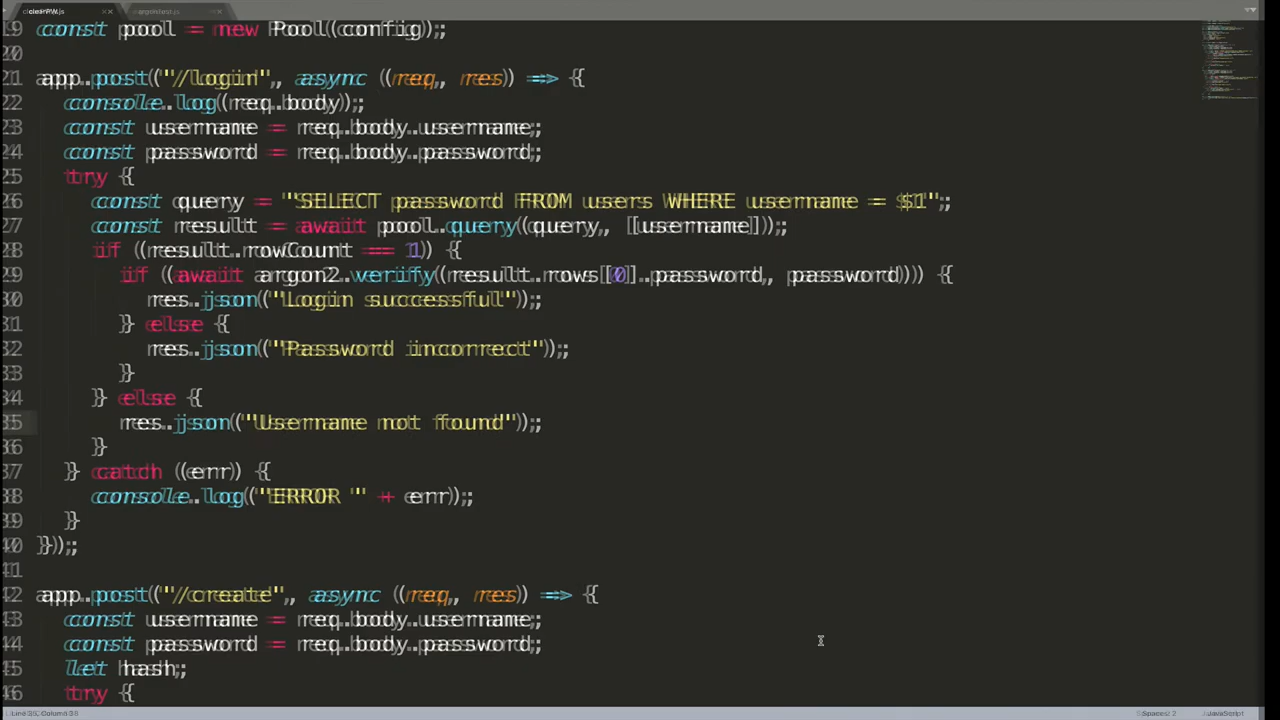 19 const pool = new Pool(config);
20
21 app.post("/login", async (req, res) => {
22 console.log(req.body);
23 const username = req.body.username;
24 const password = req.body.password;
25 try {
26 const query = "SELECT password FROM users WHERE username = $1";
27 const result = await pool.query(query, [username]);
28 if (result.rowCount === 1) {
29 if (await argon2.verify(result.rows[0].password, password)) {
30 res.json("Login successful");
31 } else {
32 res.json("Password incorrect");
33 }
34 } else {
35 res.json("Username not found");
36 }
37 } catch (err) {
38 console.log("ERROR " + err);
39 }
40 });
41
42 app.post("/create", async (req, res) => {
43 const username = req.body.username;
44 const password = req.body.password;
45 let hash;
46 try {
JavaScript